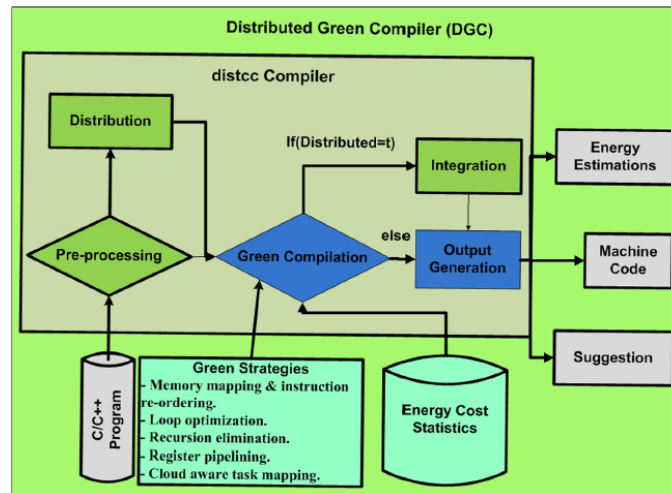 Distributed Green Compiler (DGC)
distcc Compiler
Distribution
If(Distributed=t)
Integration
Energy
Estimations
Pre-processing
Green Compilation
else
Output
Generation
Machine
Code
C/C++
Program
Green Strategies
- Memory mapping & instruction
re-ordering.
- Loop optimization.
- Recursion elimination.
- Register pipelining.
- Cloud aware task mapping.
Energy Cost
Statistics
Suggestion